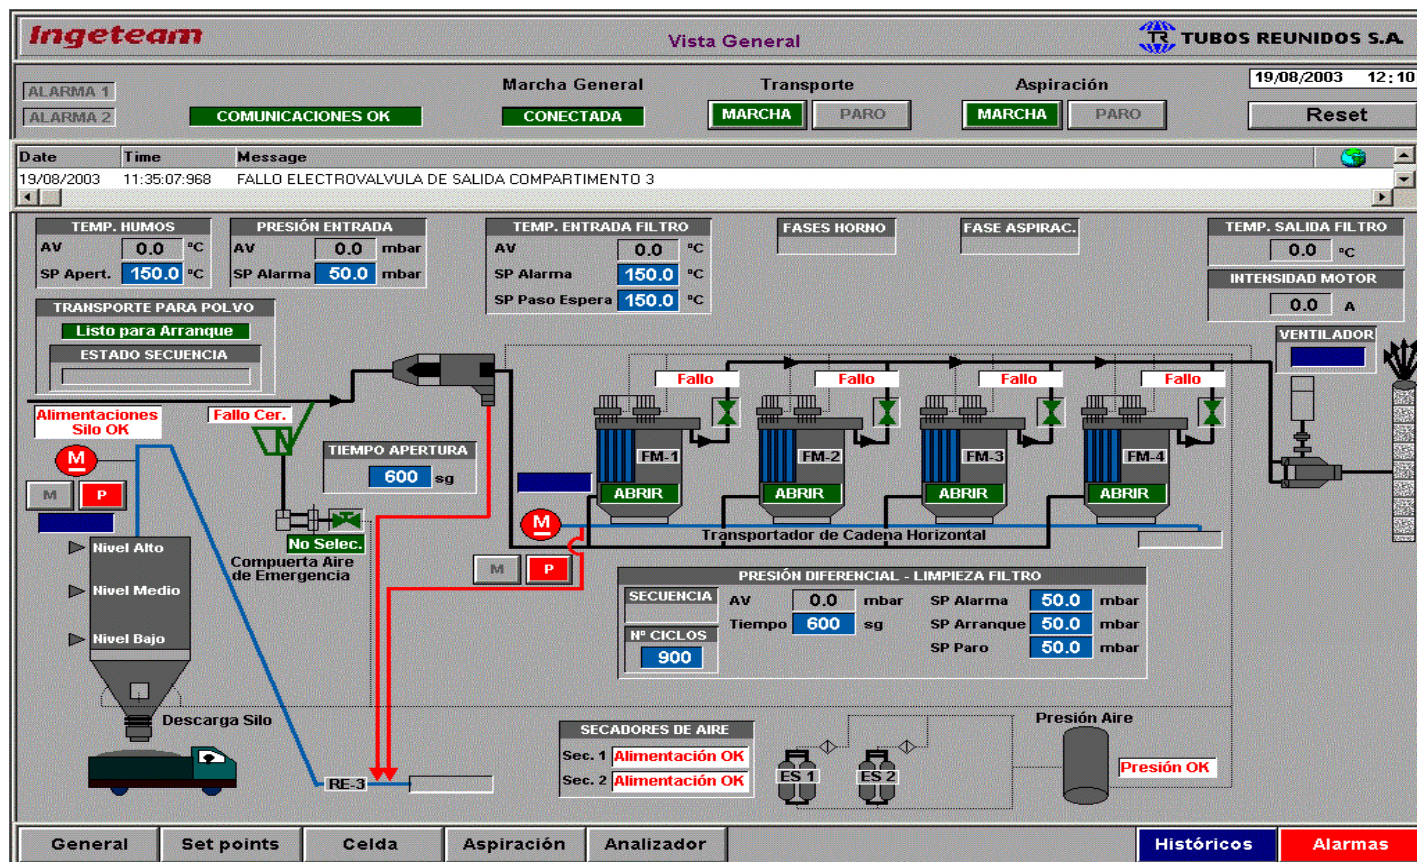 Ingeteam
Vista General
TR TUBOS REUNIDOS S.A.
ALARMA 1
ALARMA 2
COMUNICACIONES OK
Marcha General
CONECTADA
Transporte
MARCHA PARO
Aspiración
MARCHA PARO
19/08/2003 12:10
Reset
Date Time Message
19/08/2003 11:35:07:968 FALLO ELECTROVALVULA DE SALIDA COMPARTIMENTO 3
TEMP. HUMOS
AV 0.0 ºC
SP Apert. 150.0 ºC
PRESIÓN ENTRADA
AV 0.0 mbar
SP Alarma 50.0 mbar
TEMP. ENTRADA FILTRO
AV 0.0 ºC
SP Alarma 150.0 ºC
SP Paso Espera 150.0 ºC
FASES HORNO
FASE ASPIRAC.
TEMP. SALIDA FILTRO
0.0 ºC
INTENSIDAD MOTOR
0.0 A
TRANSPORTE PARA POLVO
Listo para Arranque
ESTADO SECUENCIA
VENTILADOR
Fallo Fallo Fallo Fallo
Alimentaciones
Silo OK
Fallo Cer.
M
M P
TIEMPO APERTURA
600 sg
FM-1 FM-2 FM-3 FM-4
ABRIR ABRIR ABRIR ABRIR
M
Transportador de Cadena Horizontal
M P
No Selec.
Compuerta Aire
de Emergencia
Nivel Alto
Nivel Medio
Nivel Bajo
PRESIÓN DIFERENCIAL - LIMPIEZA FILTRO
SECUENCIA
Nº CICLOS
900
AV 0.0 mbar
Tiempo 600 sg
SP Alarma 50.0 mbar
SP Arranque 50.0 mbar
SP Paro 50.0 mbar
Descarga Silo
RE-3
SECADORES DE AIRE
Sec. 1 Alimentación OK
Sec. 2 Alimentación OK
ES 1 ES 2
Presión Aire
Presión OK
General Set points Celda Aspiración Analizador Históricos Alarmas